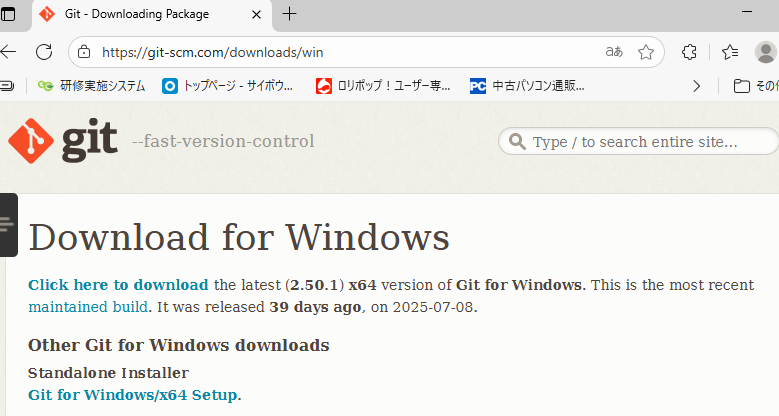 Git - Downloading Package
https://git-scm.com/downloads/win
aあ
研修実施システム
トップページ - サイボウ...
ロリポップ！ユーザー専...
PC
中古パソコン通販...
その他
git
--fast-version-control
Type / to search entire site...
Download for Windows
Click here to download the latest (2.50.1) x64 version of Git for Windows. This is the most recent
maintained build. It was released 39 days ago, on 2025-07-08.
Other Git for Windows downloads
Standalone Installer
Git for Windows/x64 Setup.